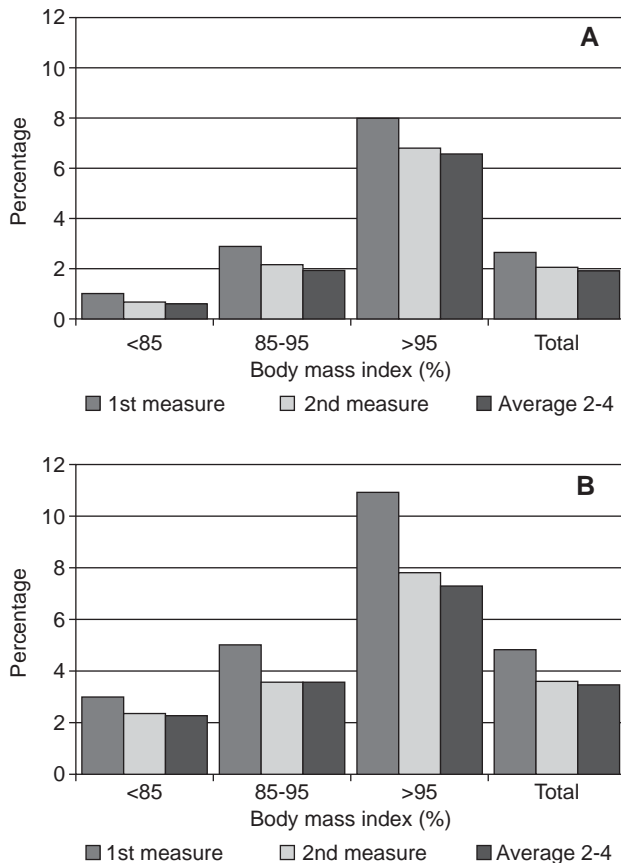 A
Percentage
12
10
8
6
4
2
0
<85 85-95 >95 Total
Body mass index (%)
1st measure 2nd measure Average 2-4
B
Percentage
12
10
8
6
4
2
0
<85 85-95 >95 Total
Body mass index (%)
1st measure 2nd measure Average 2-4